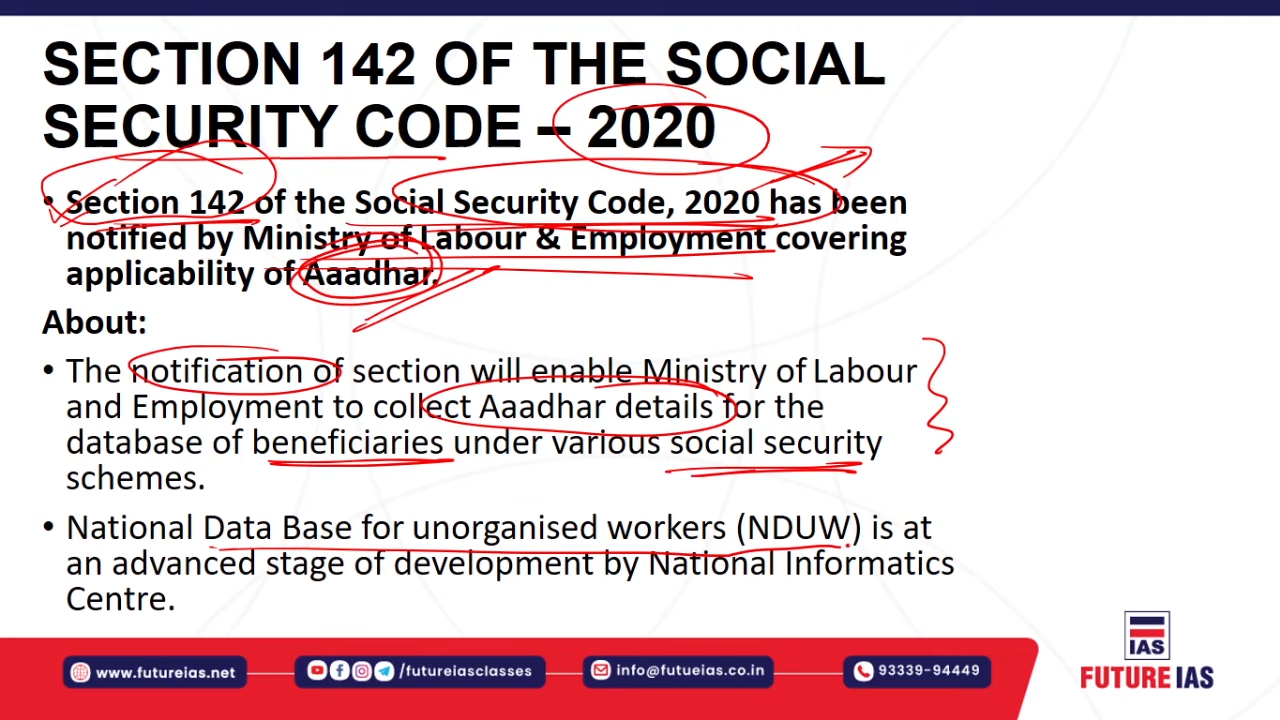 SECTION 142 OF THE SOCIAL
SECURITY CODE – 2020
• Section 142 of the Social Security Code, 2020 has been
notified by Ministry of Labour & Employment covering
applicability of Aaadhar.
About:
• The notification of section will enable Ministry of Labour
and Employment to collect Aaadhar details for the
database of beneficiaries under various social security
schemes.
• National Data Base for unorganised workers (NDUW) is at
an advanced stage of development by National Informatics
Centre.
IAS
FUTURE IAS
www.futureias.net
/futureiasclasses
info@futueias.co.in
93339-94449